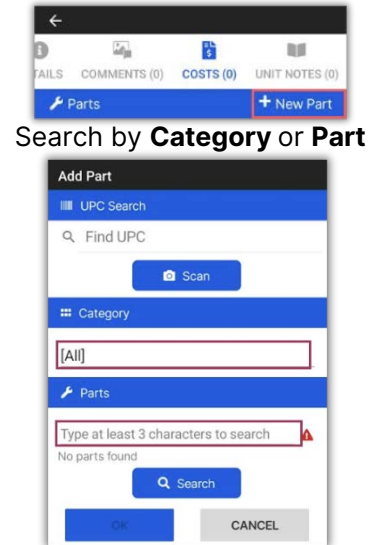 TAILS COMMENTS (0) COSTS (0) UNIT NOTES (0)
Parts + New Part
Search by Category or Part
Add Part
UPC Search
Find UPC
Scan
Category
[All]
Parts
Type at least 3 characters to search
No parts found
Search
OK CANCEL